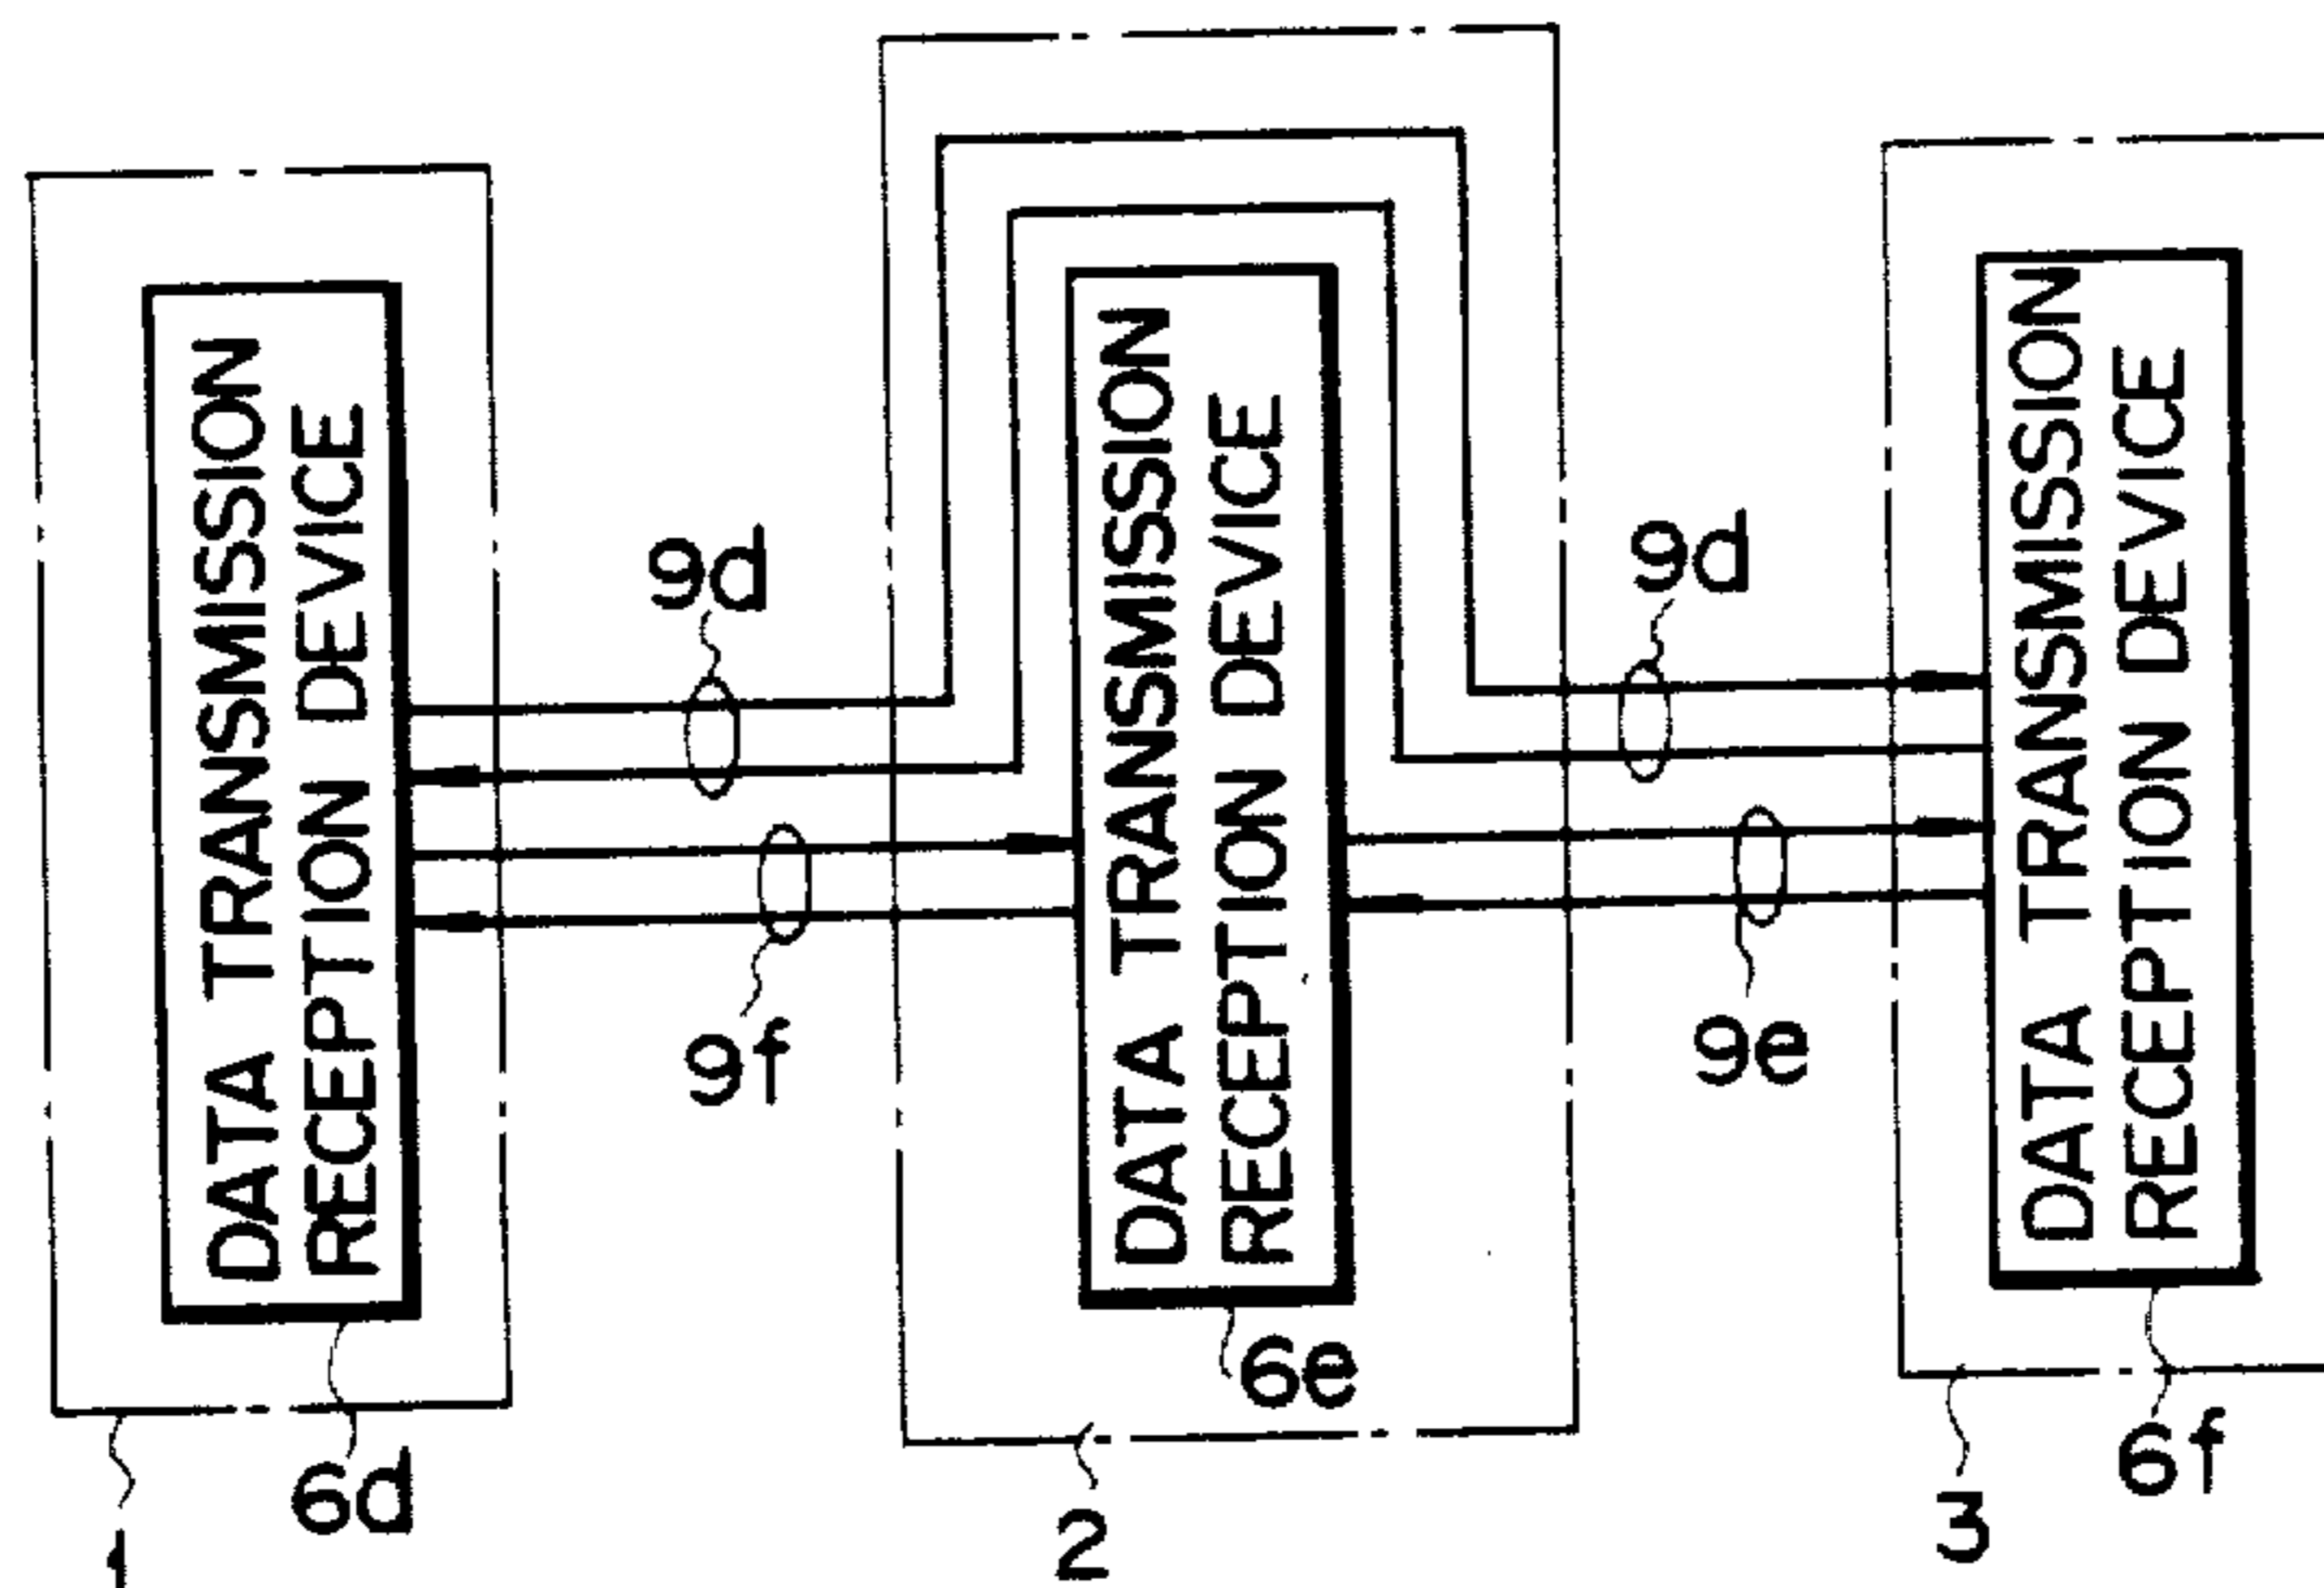 DATA TRANSMISSION
RECEPTION DEVICE
DATA TRANSMISSION
RECEPTION DEVICE
DATA TRANSMISSION
RECEPTION DEVICE
9d
9d
9f
9e
6d
6e
6f
1
2
3